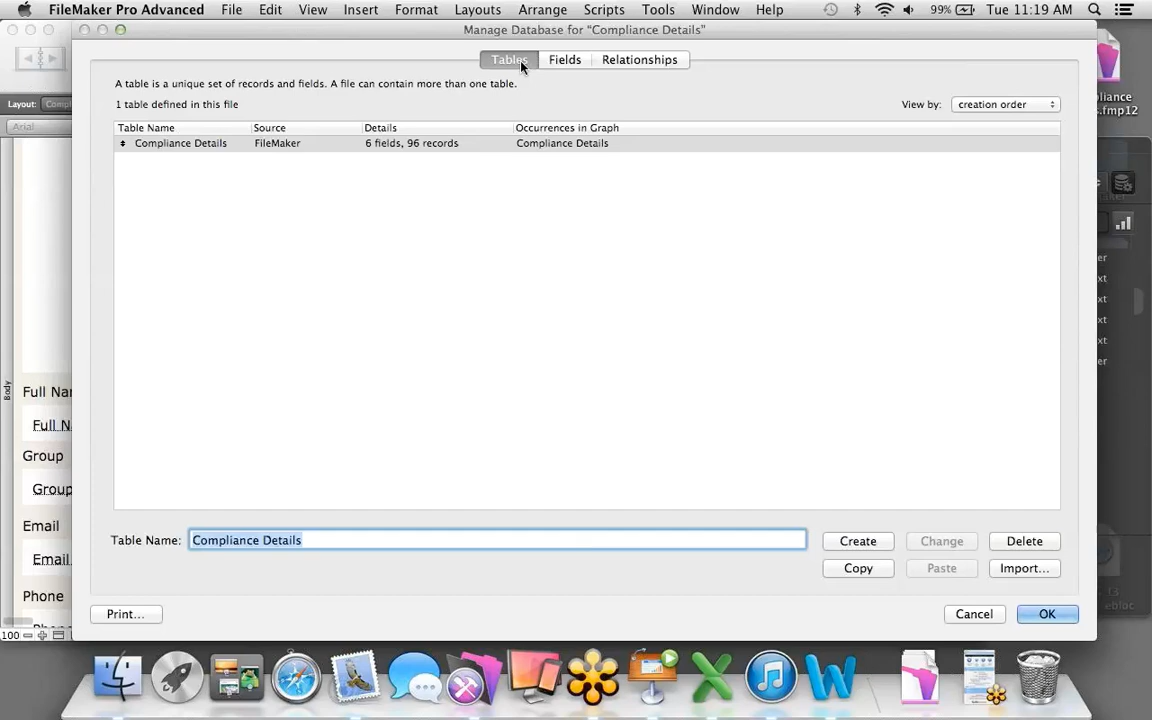 FileMaker Pro Advanced File Edit View Insert Format Layouts Arrange Scripts Tools Window Help 99% Tue 11:19 AM
Manage Database for "Compliance Details"
Tables Fields Relationships
A table is a unique set of records and fields. A file can contain more than one table.
1 table defined in this file
View by: creation order
Table Name Source Details Occurrences in Graph
Compliance Details FileMaker 6 fields, 96 records Compliance Details
Table Name: Compliance Details
Create Change Delete
Copy Paste Import...
Print... Cancel OK
Layout:
Arial
Body
Full Nar
Full N
Group
Group
Email
Email
Phone
100
.fmp12